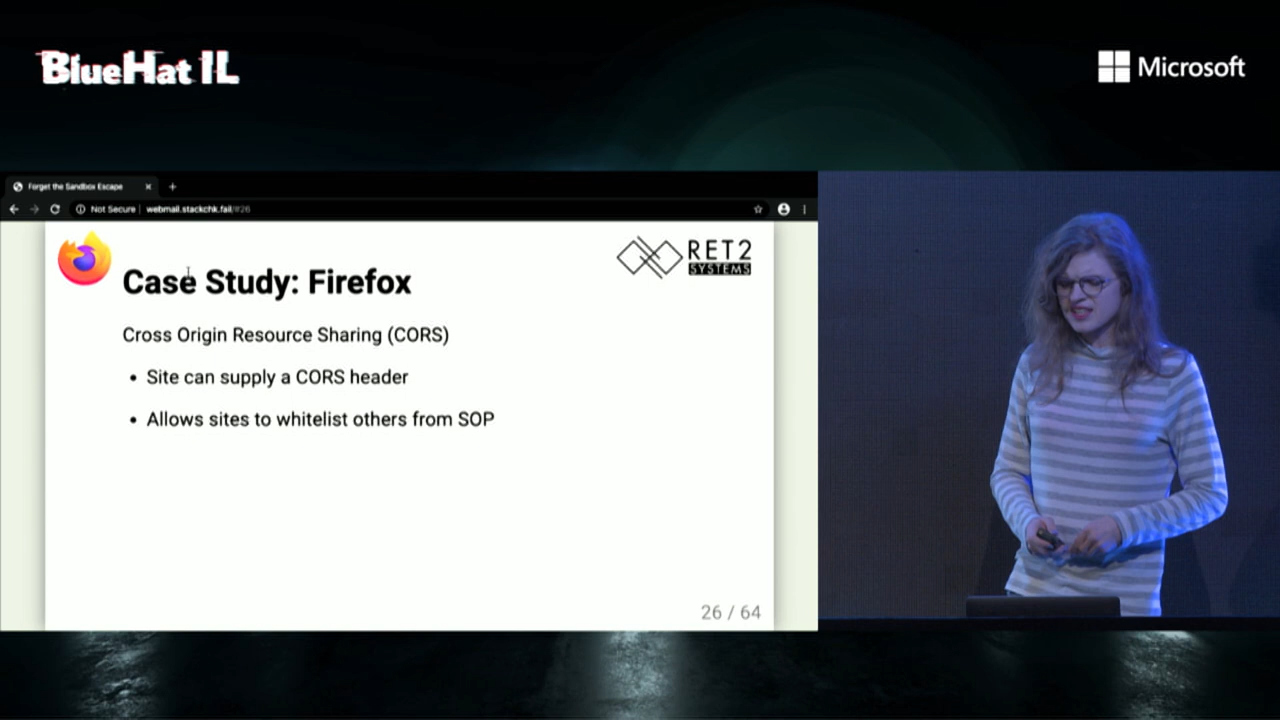 BlueHat IL
Microsoft
Forget the Sandbox Escape
Not Secure | webmail.stackchk.fail/#26
RET2
SYSTEMS
Case Study: Firefox
Cross Origin Resource Sharing (CORS)
• Site can supply a CORS header
• Allows sites to whitelist others from SOP
26 / 64